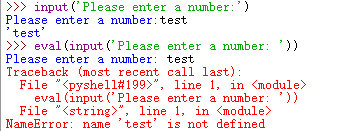 >>> input('Please enter a number:')
Please enter a number:test
'test'
>>> eval(input('Please enter a number: '))
Please enter a number: test
Traceback (most recent call last):
  File "<pyshell#199>", line 1, in <module>
    eval(input('Please enter a number: '))
  File "<string>", line 1, in <module>
NameError: name 'test' is not defined